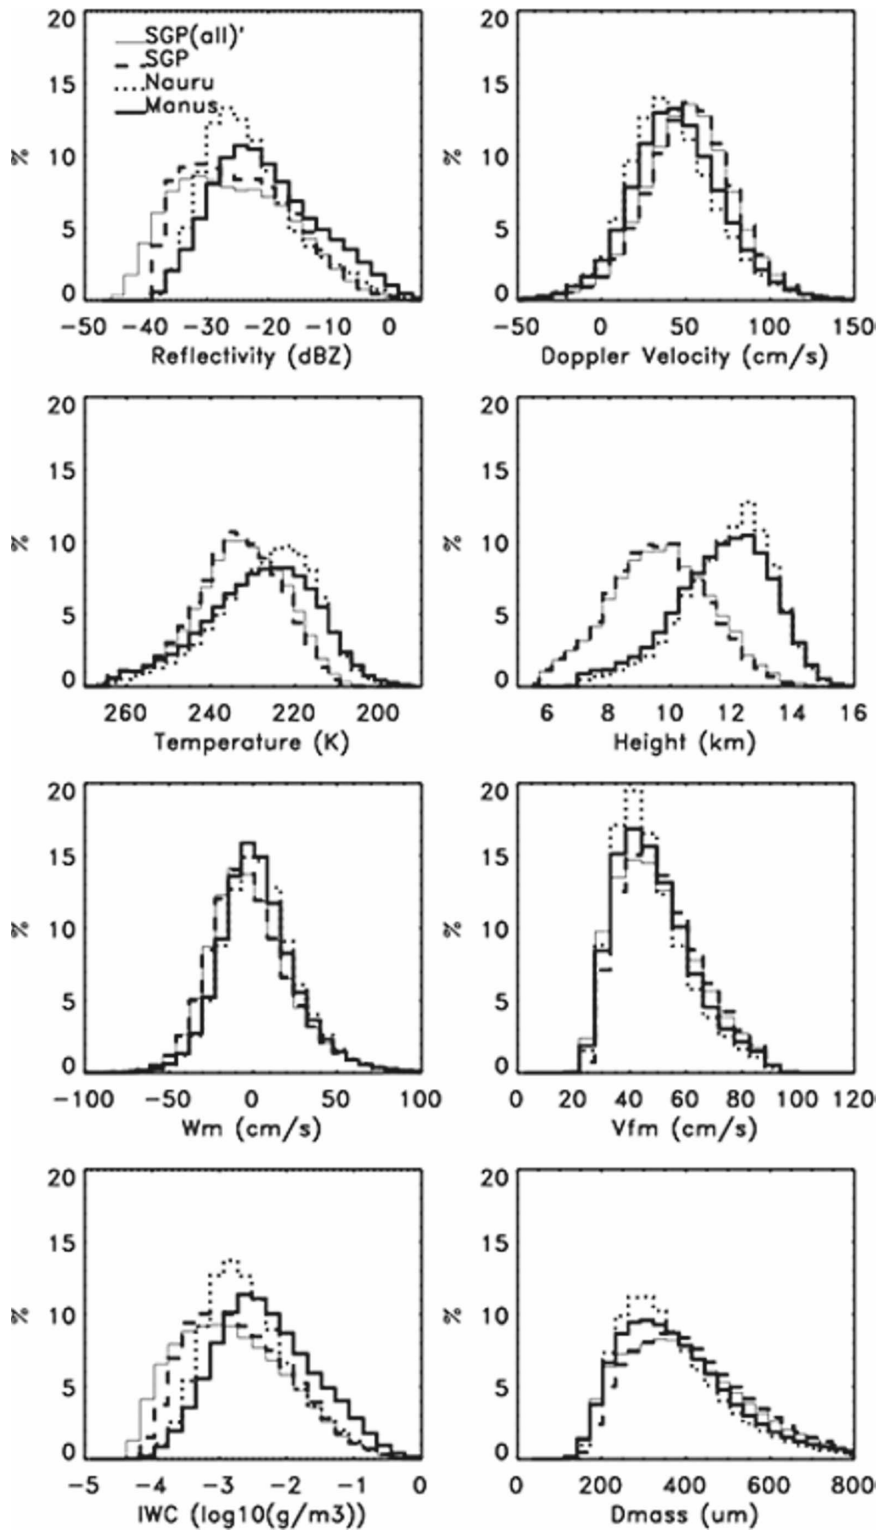 20
15
10
5
0
%
SGP(all)'
SGP
Nauru
Manus
-50 -40 -30 -20 -10 0
Reflectivity (dBZ)
20
15
10
5
0
%
-50 0 50 100 150
Doppler Velocity (cm/s)
20
15
10
5
0
%
260 240 220 200
Temperature (K)
20
15
10
5
0
%
6 8 10 12 14 16
Height (km)
20
15
10
5
0
%
-100 -50 0 50 100
Wm (cm/s)
20
15
10
5
0
%
0 20 40 60 80 100 120
Vfm (cm/s)
20
15
10
5
0
%
-5 -4 -3 -2 -1 0
IWC (log10(g/m3))
20
15
10
5
0
%
0 200 400 600 800
Dmass (um)